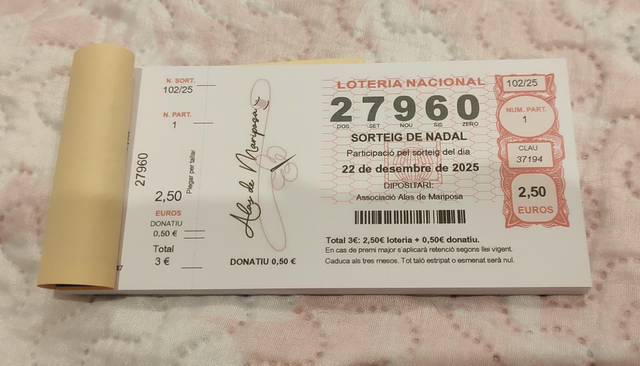 N. SORT.
102/25
N. PART.
1
27960
Plegar per tallar
2,50
EUROS
DONATIU
0.50 €
Total
3 €
Alas de Mariposa
DONATIU 0,50 €
LOTERIA NACIONAL
27960
DOS SET NOU SIS ZERO
SORTEIG DE NADAL
Participació pel sorteig del dia
22 de desembre de 2025
DIPOSITARI:
Associació Alas de Mariposa
Total 3€: 2,50€ loteria + 0,50€ donatiu.
En cas de premi major s'aplicarà retenció segons llei vigent.
Caduca als tres mesos. Tot taló estripat o esmenat serà nul.
102/25
NUM. PART.
1
CLAU
37194
2,50
EUROS